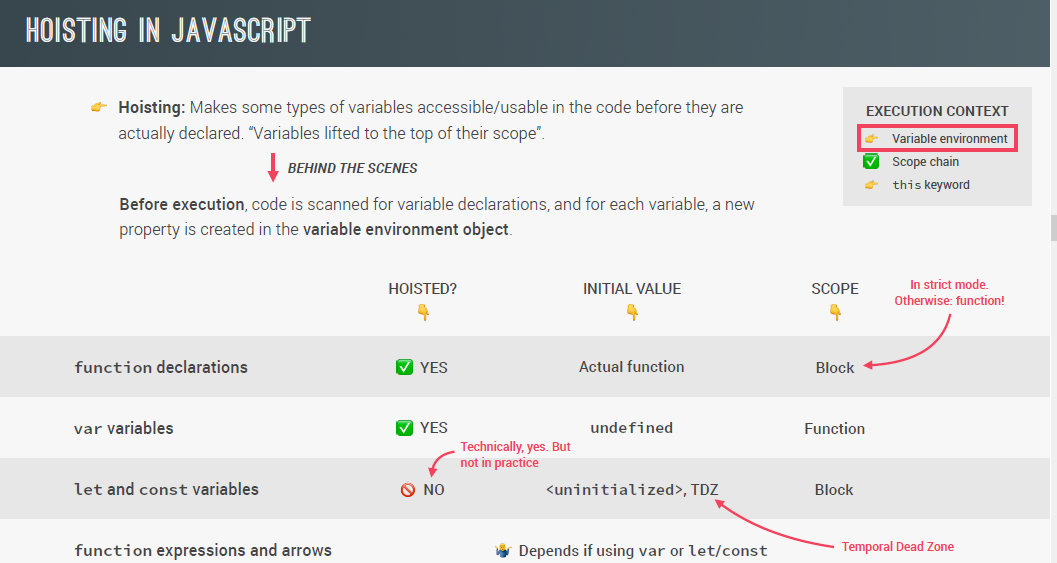 HOISTING IN JAVASCRIPT
👉 Hoisting: Makes some types of variables accessible/usable in the code before they are
actually declared. “Variables lifted to the top of their scope”.
BEHIND THE SCENES
Before execution, code is scanned for variable declarations, and for each variable, a new
property is created in the variable environment object.
EXECUTION CONTEXT
👉 Variable environment
✅ Scope chain
👉 this keyword
HOISTED? INITIAL VALUE SCOPE
👇 👇 👇
In strict mode.
Otherwise: function!
function declarations ✅ YES Actual function Block
var variables ✅ YES undefined Function
Technically, yes. But
not in practice
let and const variables 🚫 NO <uninitialized>, TDZ Block
Temporal Dead Zone
function expressions and arrows 🤷‍♂️ Depends if using var or let/const